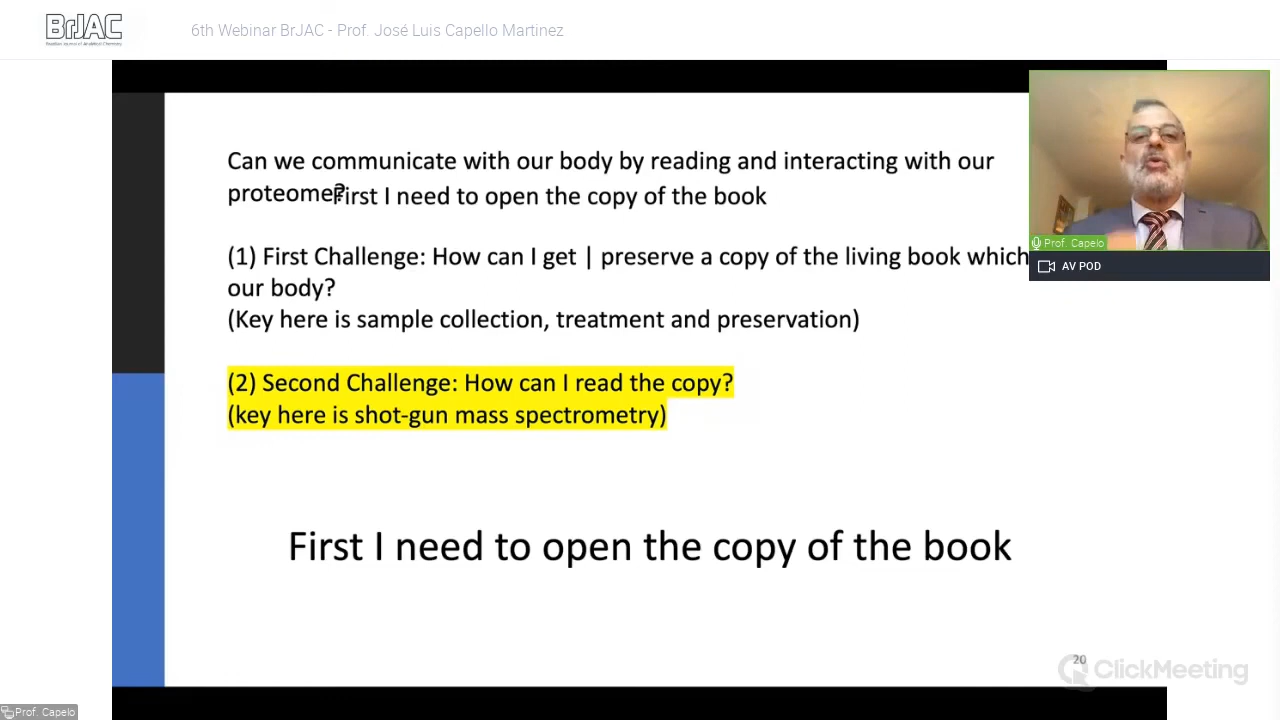 BrJAC
6th Webinar BrJAC - Prof. José Luis Capello Martinez
Can we communicate with our body by reading and interacting with our
proteome?
First I need to open the copy of the book
(1) First Challenge: How can I get | preserve a copy of the living book which
our body?
(Key here is sample collection, treatment and preservation)
(2) Second Challenge: How can I read the copy?
(key here is shot-gun mass spectrometry)
First I need to open the copy of the book
20
ClickMeeting
Prof. Capelo
AV POD
Prof. Capelo